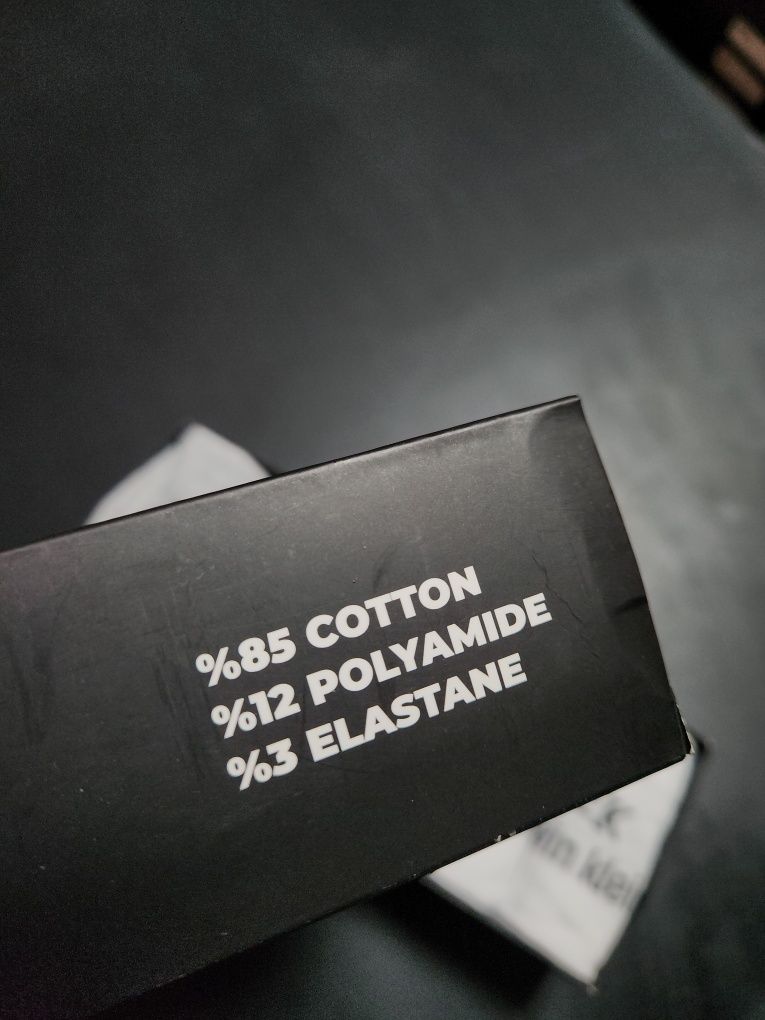 %85 COTTON
%12 POLYAMIDE
%3 ELASTANE